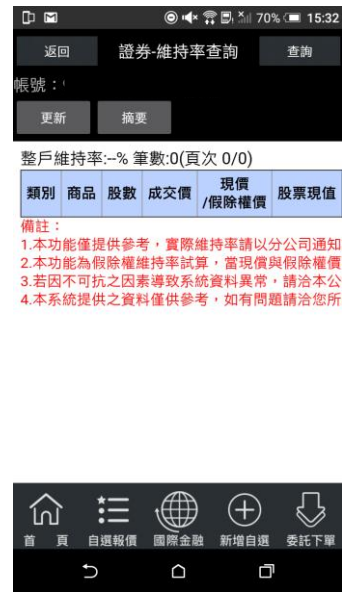 70% 15:32
返回 證券-維持率查詢 查詢
帳號：
更新 摘要
整戶維持率:--% 筆數:0(頁次 0/0)
類別 商品 股數 成交價 現價/假除權價 股票現值
備註：
1.本功能僅提供參考，實際維持率請以分公司通知
2.本功能為假除權維持率試算，當現價與假除權價
3.若因不可抗之因素導致系統資料異常，請洽本公
4.本系統提供之資料僅供參考，如有問題請洽您所
首 頁 自選報價 國際金融 新增自選 委託下單